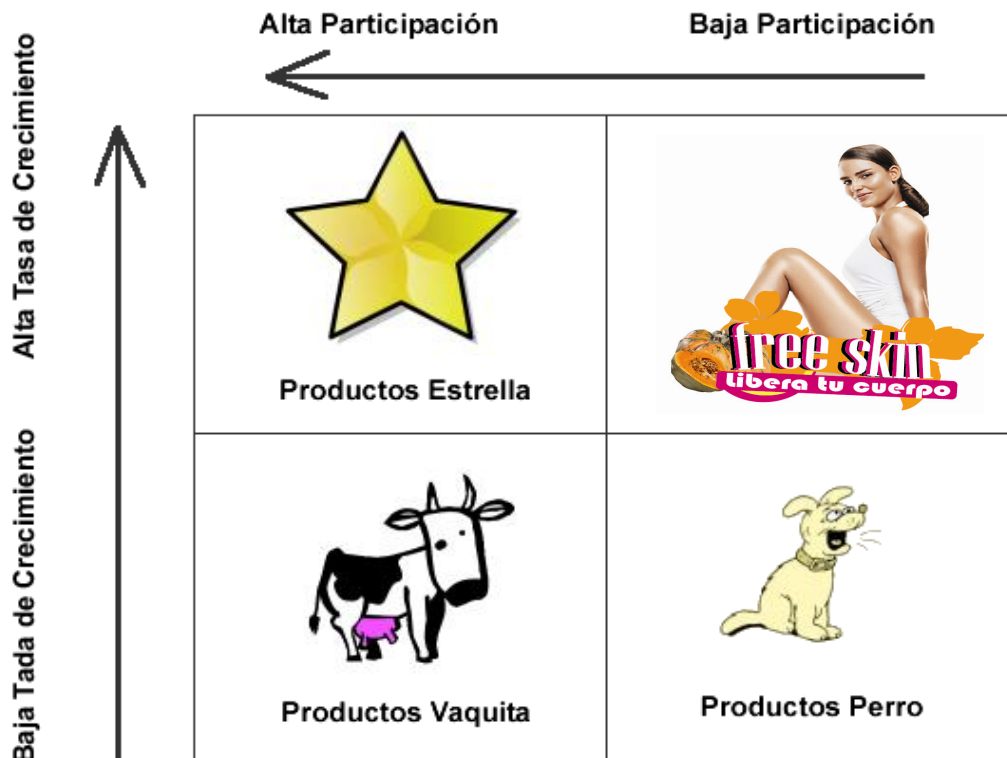 Alta Participación
Baja Participación
Alta Tasa de Crecimiento
free skin
Libera tu cuerpo
Productos Estrella
Baja Tada de Crecimiento
Productos Vaquita
Productos Perro